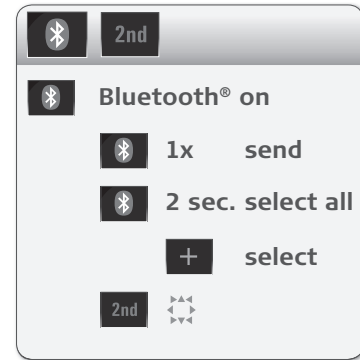 2nd
Bluetooth® on
1x send
2 sec. select all
+ select
2nd